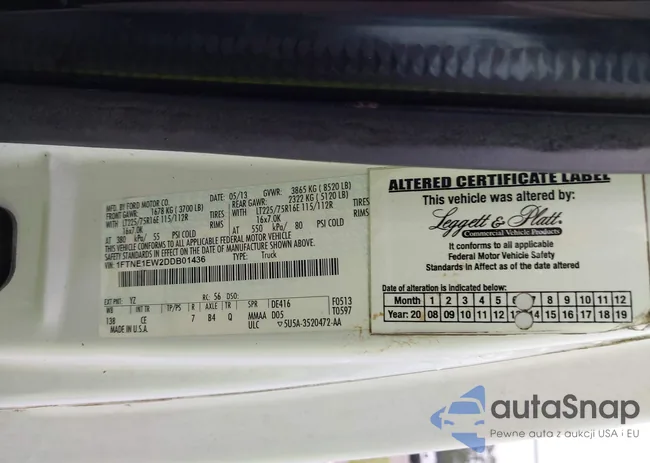 MFD. BY
FORD MOTOR CO.
05/13 GVWR: 3865 KG (8520 LB)
FRONT GAWR: 1678 KG (3700 LB) REAR GAWR: 2322 KG (5120 LB)
LT225/75R16E 115/112R TIRES WITH LT225/75R16E 115/112R TIRES
16x7.0K RIMS 16x7.0K RIMS
AT 380 kPa/ 55 PSI COLD AT 550 kPa/ 80 PSI COLD
THIS VEHICLE CONFORMS TO ALL APPLICABLE FEDERAL MOTOR VEHICLE
SAFETY STANDARDS IN EFFECT ON THE DATE OF MANUFACTURE SHOWN ABOVE.
VIN: 1FTNE1EW2DDB01436 TYPE: Truck
EXT PNT: YZ RC: 56 DSO: F0513
WB INT TR TP/PS R AXLE TR SPR DE416 T0597
138 CE 7 B4 Q MMAA D05
MADE IN U.S.A. ULC ▽5U5A-3520472-AA
ALTERED CERTIFICATE LABEL
This vehicle was altered by:
Leggett & Platt
Commercial Vehicle Products
It conforms to all applicable
Federal Motor Vehicle Safety
Standards in Affect as of:
Date of alteration is indicated below:
Month 1 2 3 4 5 6 7 8 9 10 11 12
Year: 20 08 09 10 11 12 13 14 15 16 17 18 19
autaSnap
Pewne auta z aukcji USA i EU